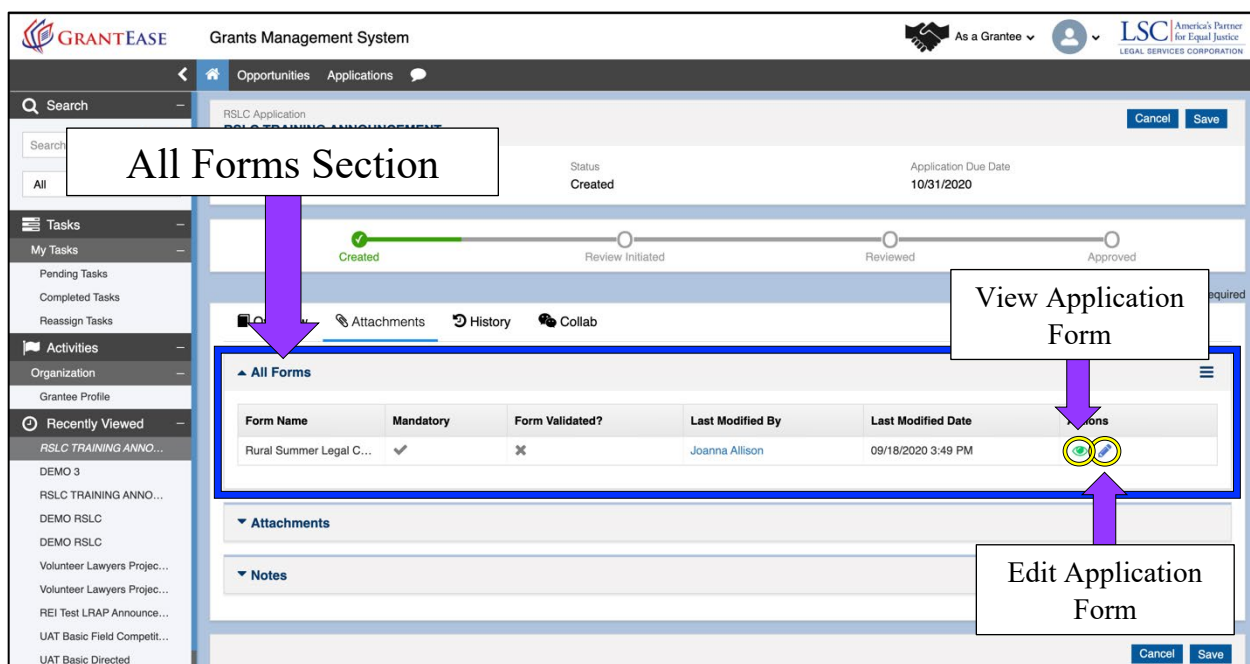 GRANTEASE
Grants Management System
As a Grantee
LSC America's Partner for Equal Justice
LEGAL SERVICES CORPORATION
Opportunities Applications
Search
Search
All
RSLC Application
RSLC TRAINING ANNOUNCEMENT
Cancel Save
All Forms Section
Status
Created
Application Due Date
10/31/2020
Tasks
My Tasks
Pending Tasks
Completed Tasks
Reassign Tasks
Activities
Organization
Grantee Profile
Recently Viewed
RSLC TRAINING ANNO...
DEMO 3
RSLC TRAINING ANNO...
DEMO RSLC
DEMO RSLC
Volunteer Lawyers Projec...
Volunteer Lawyers Projec...
REI Test LRAP Announce...
UAT Basic Field Competit...
UAT Basic Directed
Created Review Initiated Reviewed Approved
View Application
Form
Attachments History Collab
All Forms
Form Name Mandatory Form Validated? Last Modified By Last Modified Date
Rural Summer Legal C... Joanna Allison 09/18/2020 3:49 PM
Attachments
Notes
Edit Application
Form
Cancel Save